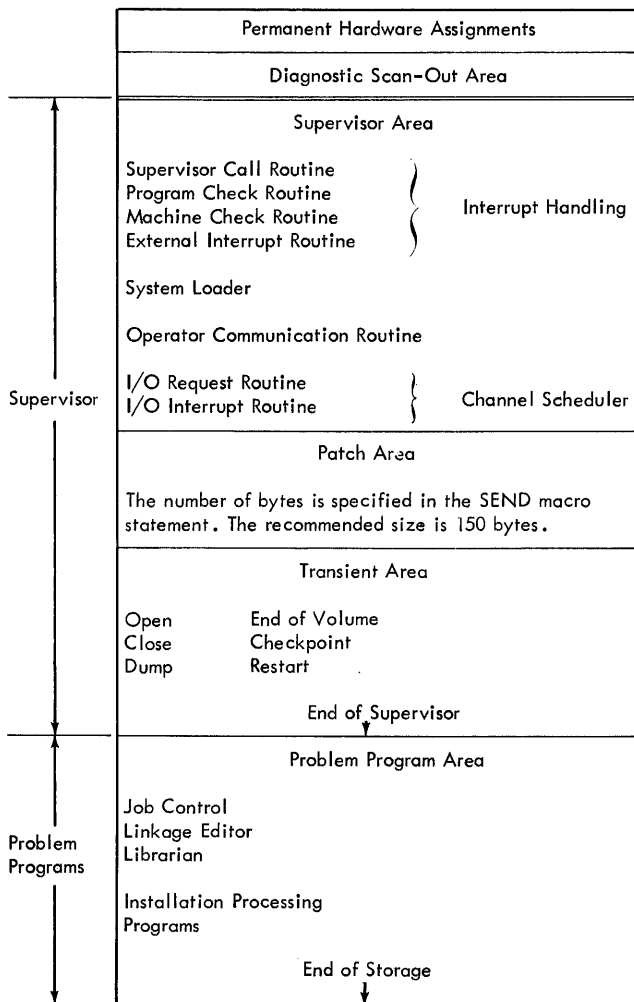 Permanent Hardware Assignments
Diagnostic Scan-Out Area
Supervisor Area
Supervisor Call Routine
Program Check Routine
Machine Check Routine
External Interrupt Routine
Interrupt Handling
System Loader
Operator Communication Routine
I/O Request Routine
I/O Interrupt Routine
Channel Scheduler
Supervisor
Patch Area
The number of bytes is specified in the SEND macro
statement. The recommended size is 150 bytes.
Transient Area
Open End of Volume
Close Checkpoint
Dump Restart
End of Supervisor
Problem Program Area
Job Control
Linkage Editor
Librarian
Problem
Programs
Installation Processing
Programs
End of Storage